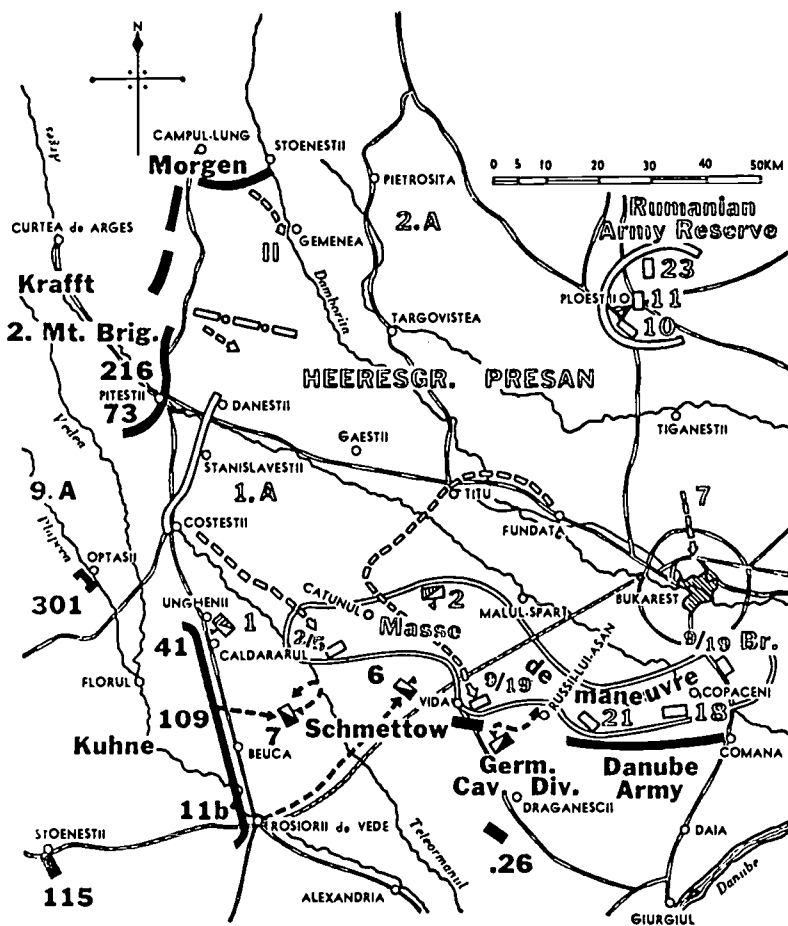 N
Arges
CAMPUL-LUNG
Morgen
STOENESTII
PIETROSITA
0 5 10 20 30 40 50KM
Rumanian
Army Reserve
2.A
CURTEA de ARGES
GEMENEA
II
Krafft
23
PLOESTI
11
10
Dambovita
TARGOVISTEA
2. Mt. Brig.
216
HEERESGR. PRESAN
PITESTII
73
DANESTII
TIGANESTII
Vedea
GAESTII
STANISLAVESTII
9.A
1.A
TITU
7
COSTESTII
FUNDATA
OPTASII
301
CATUNUL
2
MALUL-SPART
BUKAREST
UNGHENII
1
Masse
9/19 Br.
41
CALDARARUL
6
9/19
de
RUSSII-LUI-ASAN
maneuvre
COPACENI
FLORUL
VIDA
21
18
109
7
Schmettow
Kuhne
BEUCA
Germ.
Danube
COMANA
Cav. Div.
Army
11b
DRAGANESCII
STOENESTII
ROSIORII de VEDE
DAIA
.26
Teleormanul
Danube
115
ALEXANDRIA
GIURGIUL